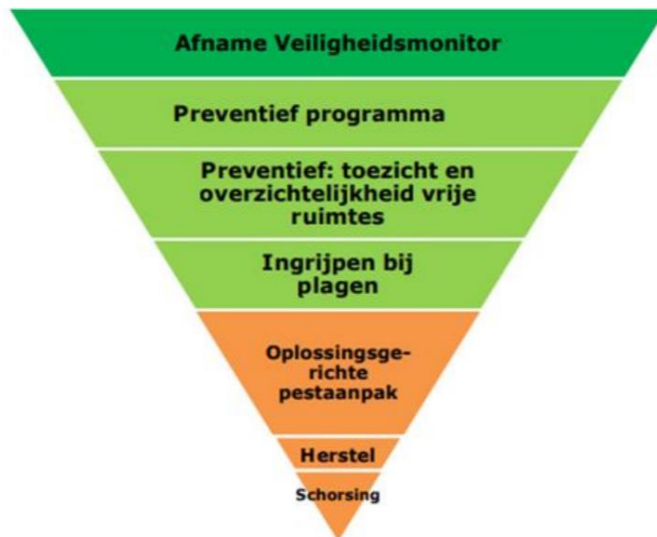 Afname Veiligheidsmonitor
Preventief programma
Preventief: toezicht en
overzichtelijkheid vrije
ruimtes
Ingrijpen bij
plagen
Oplossingsge-
richte
pestaanpak
Herstel
Schorsing